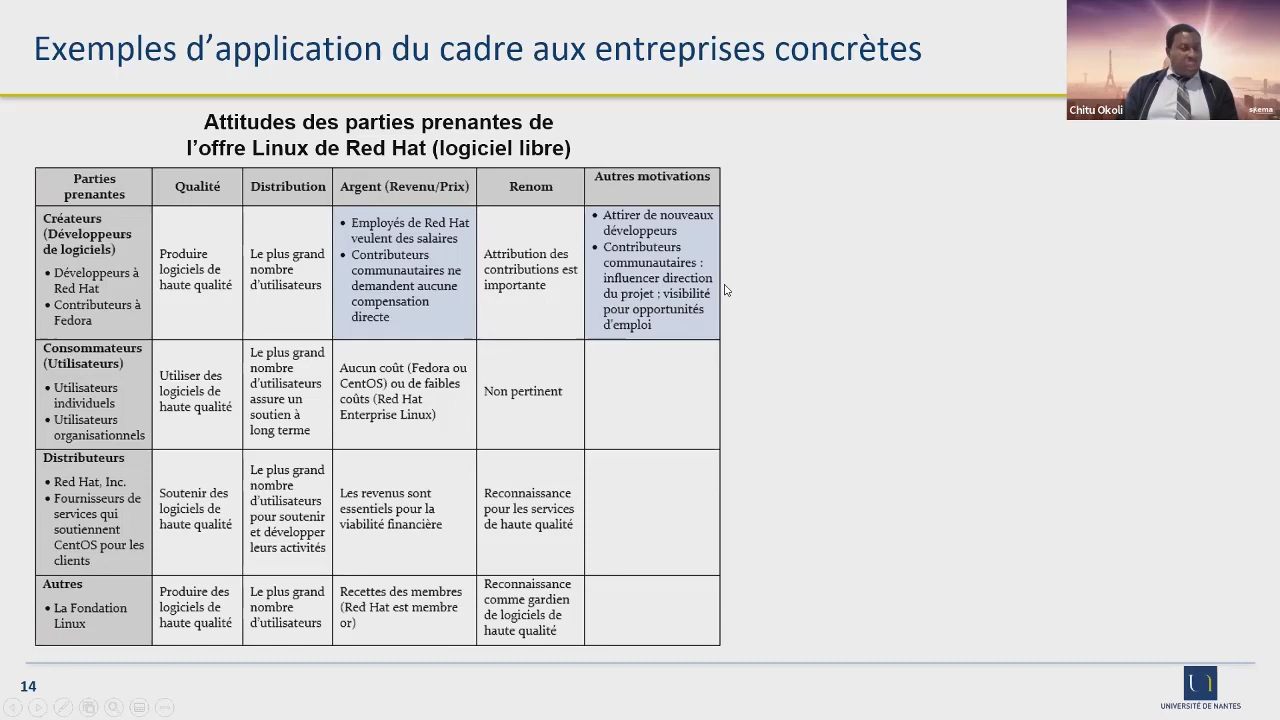 Exemples d’application du cadre aux entreprises concrètes
Chitu Okoli
skema
Attitudes des parties prenantes de
l’offre Linux de Red Hat (logiciel libre)
Parties
prenantes
Qualité
Distribution
Argent (Revenu/Prix)
Renom
Autres motivations
Créateurs
(Développeurs
de logiciels)
• Développeurs à
Red Hat
• Contributeurs à
Fedora
Produire
logiciels de
haute qualité
Le plus grand
nombre
d’utilisateurs
• Employés de Red Hat
veulent des salaires
• Contributeurs
communautaires ne
demandent aucune
compensation
directe
Attribution des
contributions est
importante
• Attirer de nouveaux
développeurs
• Contributeurs
communautaires :
influencer direction
du projet ; visibilité
pour opportunités
d’emploi
Consommateurs
(Utilisateurs)
• Utilisateurs
individuels
• Utilisateurs
organisationnels
Utiliser des
logiciels de
haute qualité
Le plus grand
nombre
d’utilisateurs
assure un
soutien à
long terme
Aucun coût (Fedora ou
CentOS) ou de faibles
coûts (Red Hat
Enterprise Linux)
Non pertinent
Distributeurs
• Red Hat, Inc.
• Fournisseurs de
services qui
soutiennent
CentOS pour les
clients
Soutenir des
logiciels de
haute qualité
Le plus grand
nombre
d’utilisateurs
pour soutenir
et développer
leurs activités
Les revenus sont
essentiels pour la
viabilité financière
Reconnaissance
pour les services
de haute qualité
Autres
• La Fondation
Linux
Produire des
logiciels de
haute qualité
Le plus grand
nombre
d’utilisateurs
Recettes des membres
(Red Hat est membre
or)
Reconnaissance
comme gardien
de logiciels de
haute qualité
14
UNIVERSITÉ DE NANTES